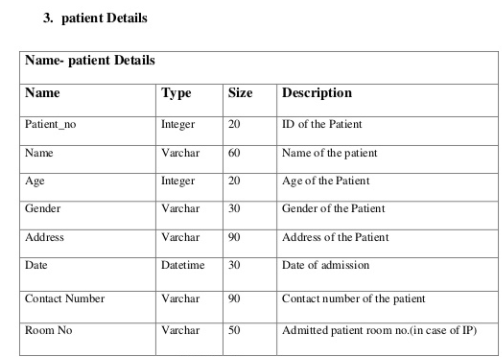 3. patient Details
Name- patient Details
Name Type Size Description
Patient_no Integer 20 ID of the Patient
Name Varchar 60 Name of the patient
Age Integer 20 Age of the Patient
Gender Varchar 30 Gender of the Patient
Address Varchar 90 Address of the Patient
Date Datetime 30 Date of admission
Contact Number Varchar 90 Contact number of the patient
Room No Varchar 50 Admitted patient room no.(in case of IP)